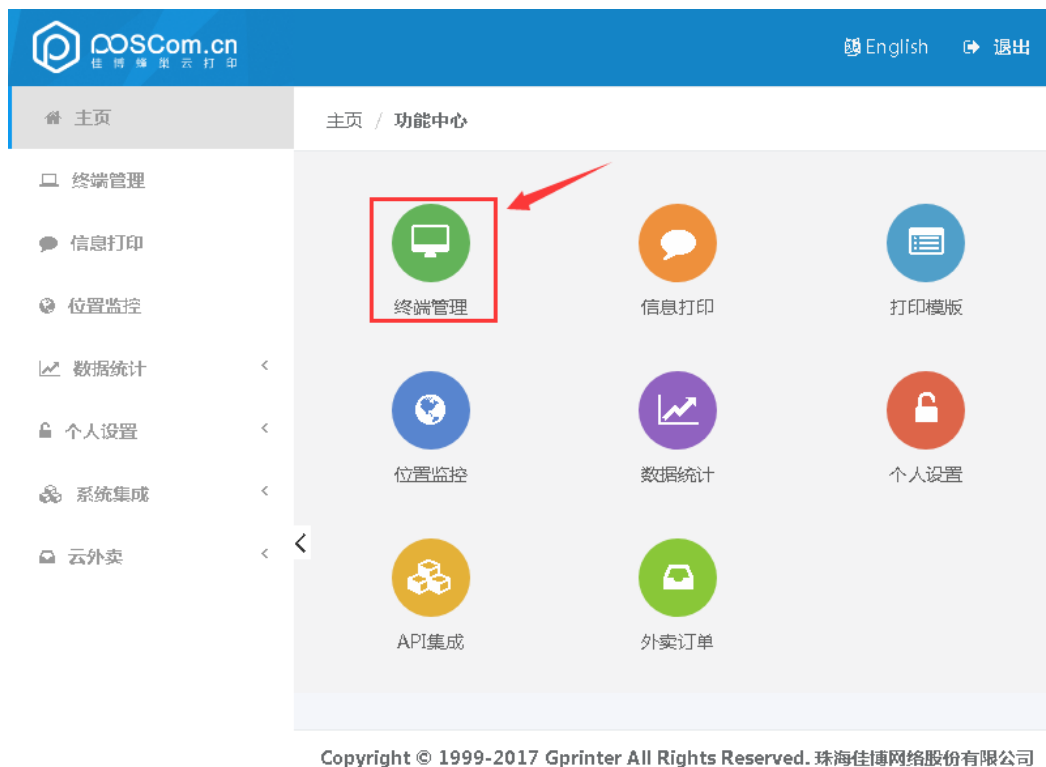 POSCom.cn
佳博蜂巢云打印
English 退出
主页
终端管理
信息打印
位置监控
数据统计
个人设置
系统集成
云外卖
主页 / 功能中心
终端管理 信息打印 打印模版
位置监控 数据统计 个人设置
API集成 外卖订单
Copyright © 1999-2017 Gprinter All Rights Reserved. 珠海佳博网络股份有限公司